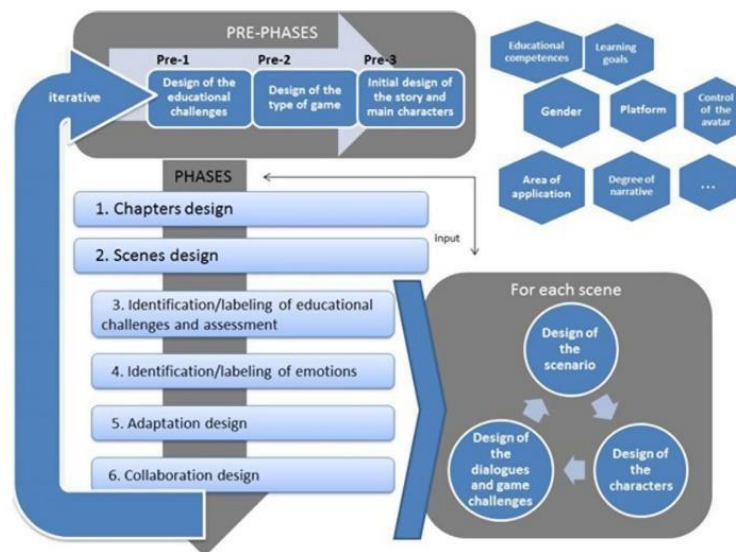 PRE-PHASES
Pre-1
Pre-2
Pre-3
iterative
Design of the
educational
challenges
Design of the
type of game
Initial design of
the story and
main characters
Educational
competences
Learning
goals
Gender
Platform
Control
of the
avatar
Area of
application
Degree of
narrative
...
PHASES
1. Chapters design
2. Scenes design
input
3. Identification/labeling of educational
challenges and assessment
4. Identification/labeling of emotions
5. Adaptation design
6. Collaboration design
For each scene
Design of
the
scenario
Design of
the
characters
Design of
the
dialogues
and game
challenges